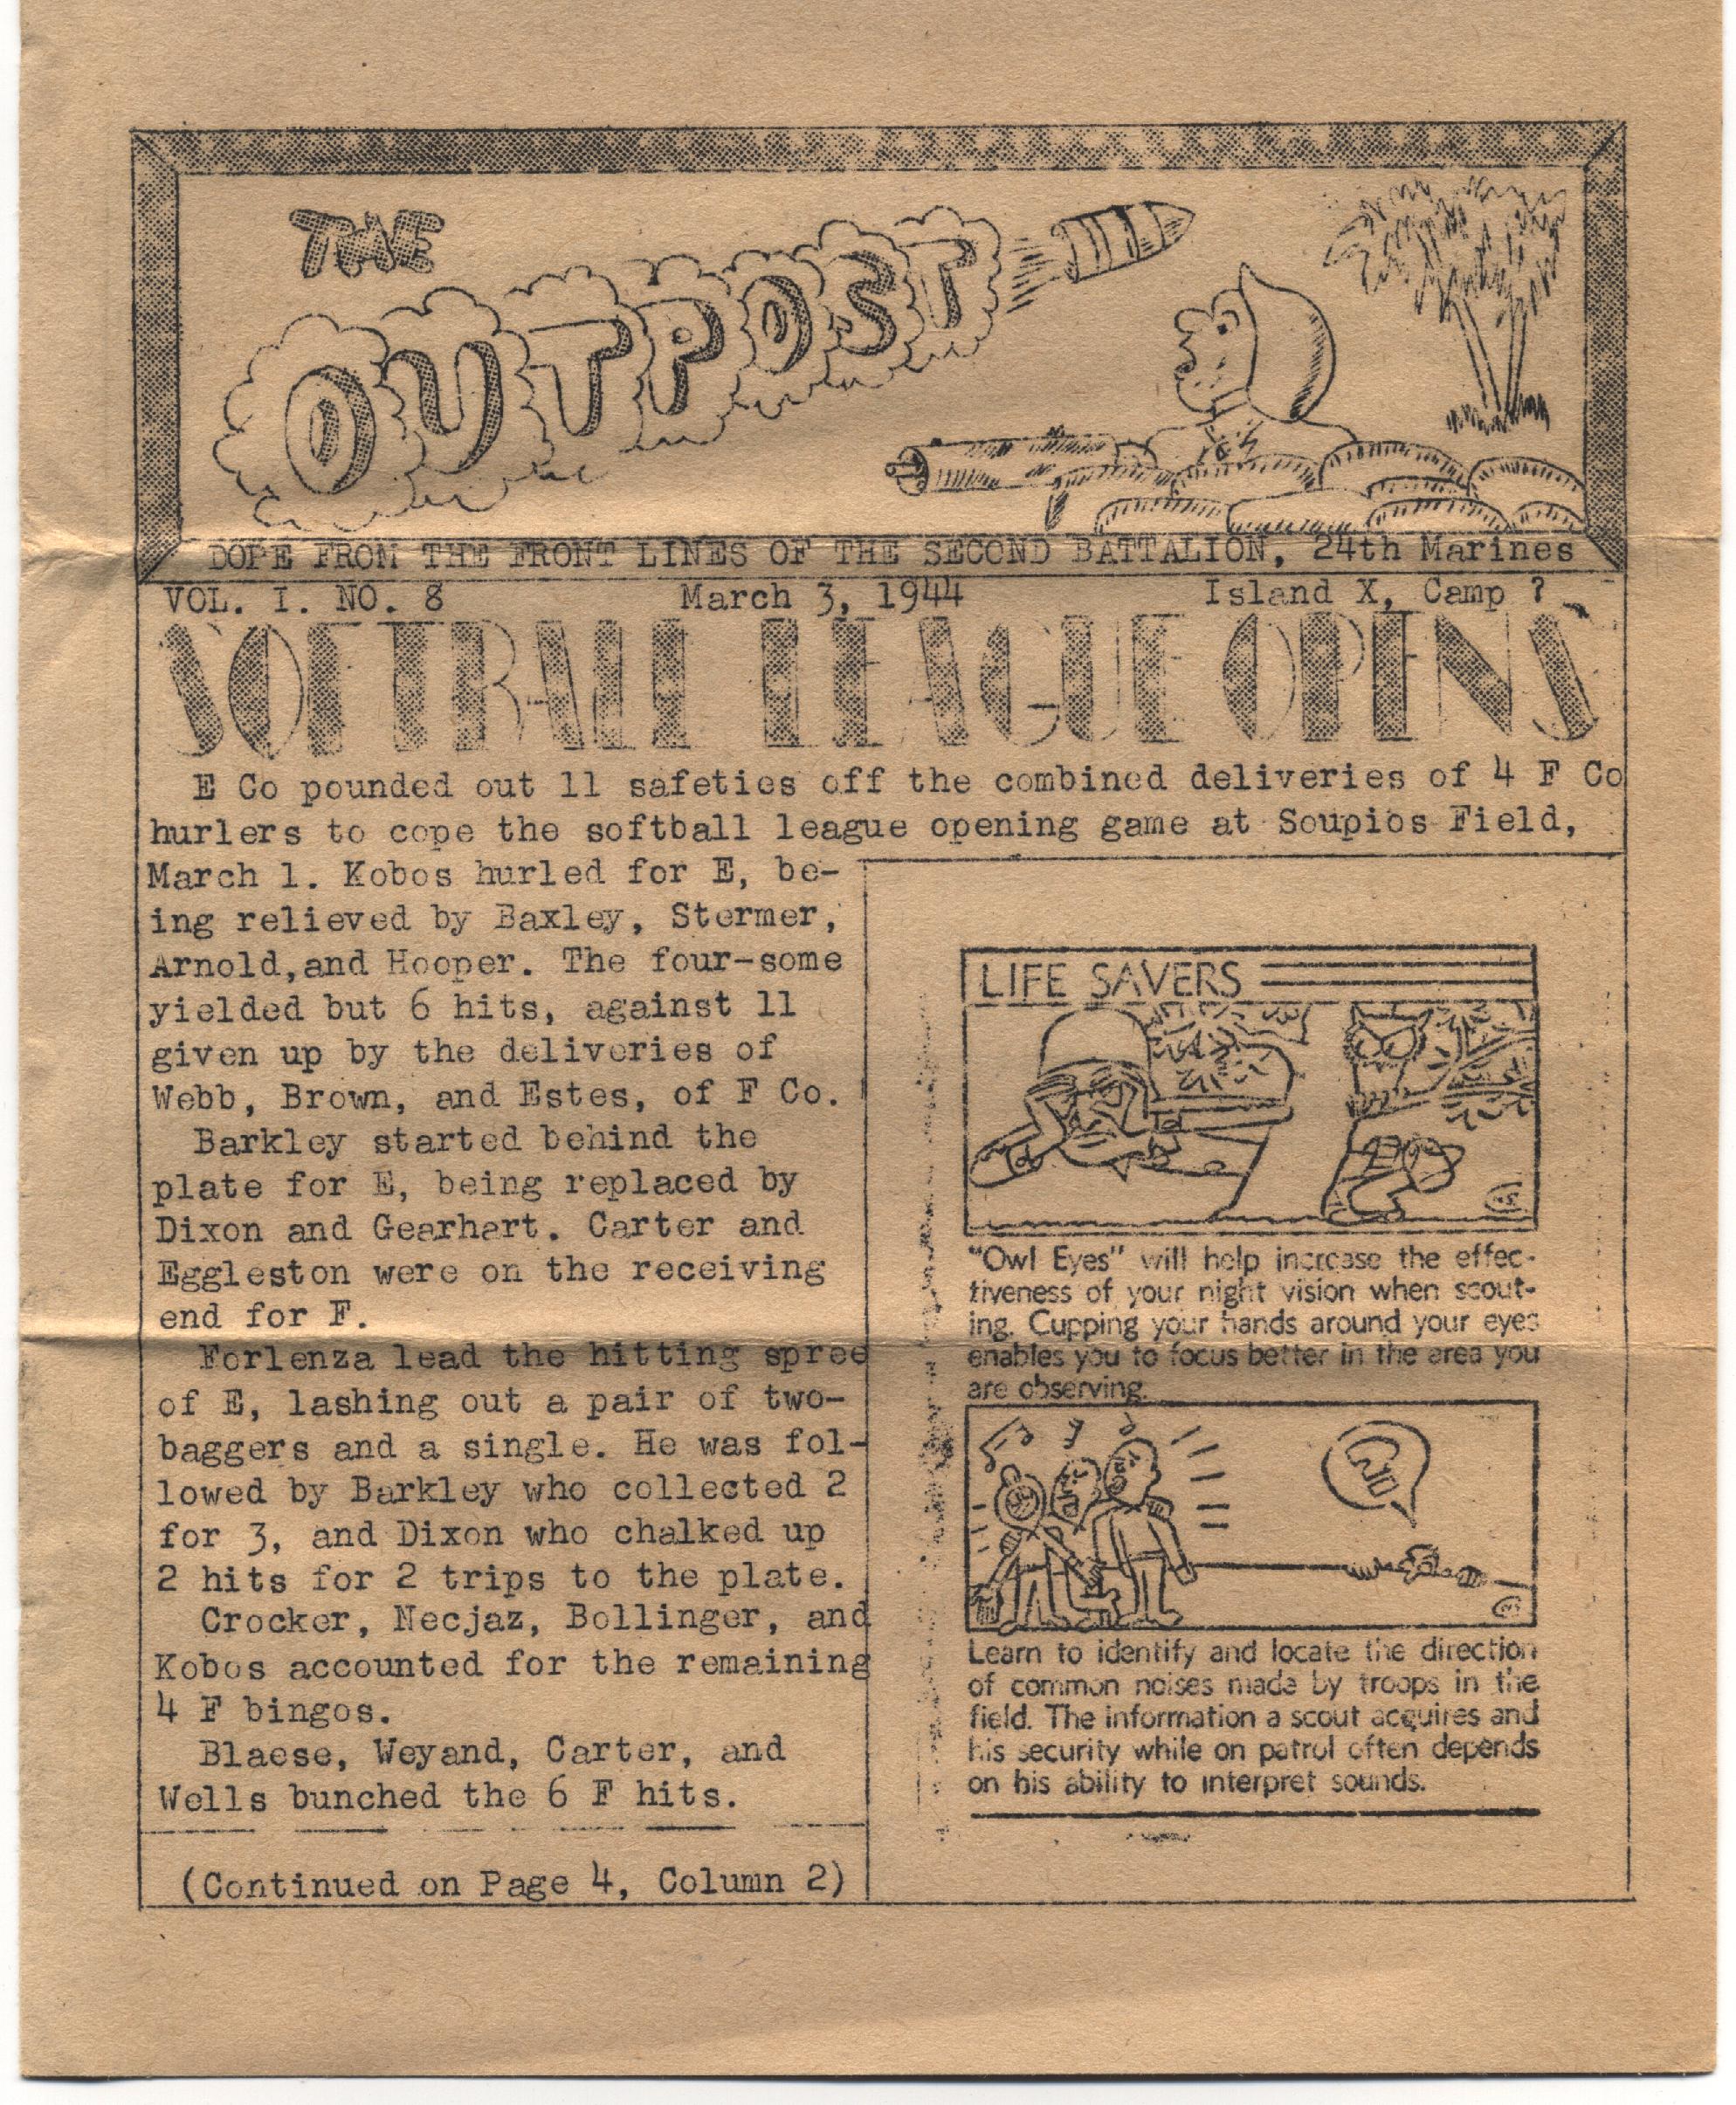 THE
OUTPOST
DOPE FROM THE FRONT LINES OF THE SECOND BATTALION, 24th Marines
VOL. I. NO. 8 March 3, 1944 Island X, Camp ?
SOFTBALL LEAGUE OPENS
E Co pounded out 11 safeties off the combined deliveries of 4 F Co
hurlers to cope the softball league opening game at Soupios Field,
March 1. Kobos hurled for E, be-
ing relieved by Baxley, Stermer,
Arnold,and Hooper. The four-some
yielded but 6 hits, against 11
given up by the deliveries of
Webb, Brown, and Estes, of F Co.
Barkley started behind the
plate for E, being replaced by
Dixon and Gearhart. Carter and
Eggleston were on the receiving
end for F.
Forlenza lead the hitting spree
of E, lashing out a pair of two-
baggers and a single. He was fol-
lowed by Barkley who collected 2
for 3, and Dixon who chalked up
2 hits for 2 trips to the plate.
Crocker, Necjaz, Bollinger, and
Kobos accounted for the remaining
4 F bingos.
Blaese, Weyand, Carter, and
Wells bunched the 6 F hits.
(Continued on Page 4, Column 2)
LIFE SAVERS
"Owl Eyes" will help increase the effec-
tiveness of your night vision when scout-
ing. Cupping your hands around your eyes
enables you to focus better in the area you
are observing.
Learn to identify and locate the direction
of common noises made by troops in the
field. The information a scout acquires and
his security while on patrol often depends
on his ability to interpret sounds.